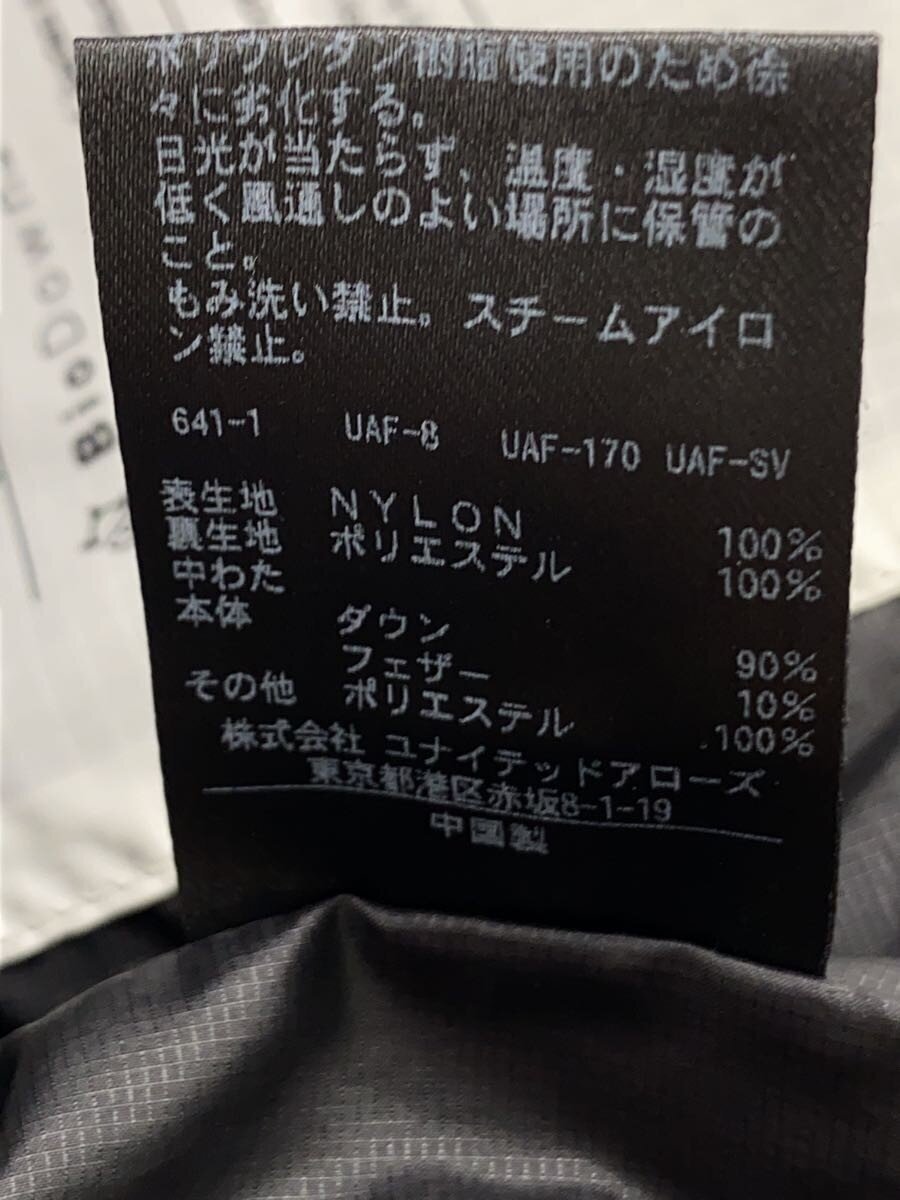 ポリウレタン樹脂使用のため徐
々に劣化する。
日光が当たらず、温度・湿度が
低く風通しのよい場所に保管の
こと。
もみ洗い禁止。スチームアイロ
ン禁止。
641-1 UAF-8 UAF-170 UAF-SV
表生地 NYLON 100%
裏生地 ポリエステル 100%
中わた
本体 ダウン 90%
フェザー 10%
その他 ポリエステル 100%
株式会社 ユナイテッドアローズ
東京都港区赤坂8-1-19
中国製
BioDown